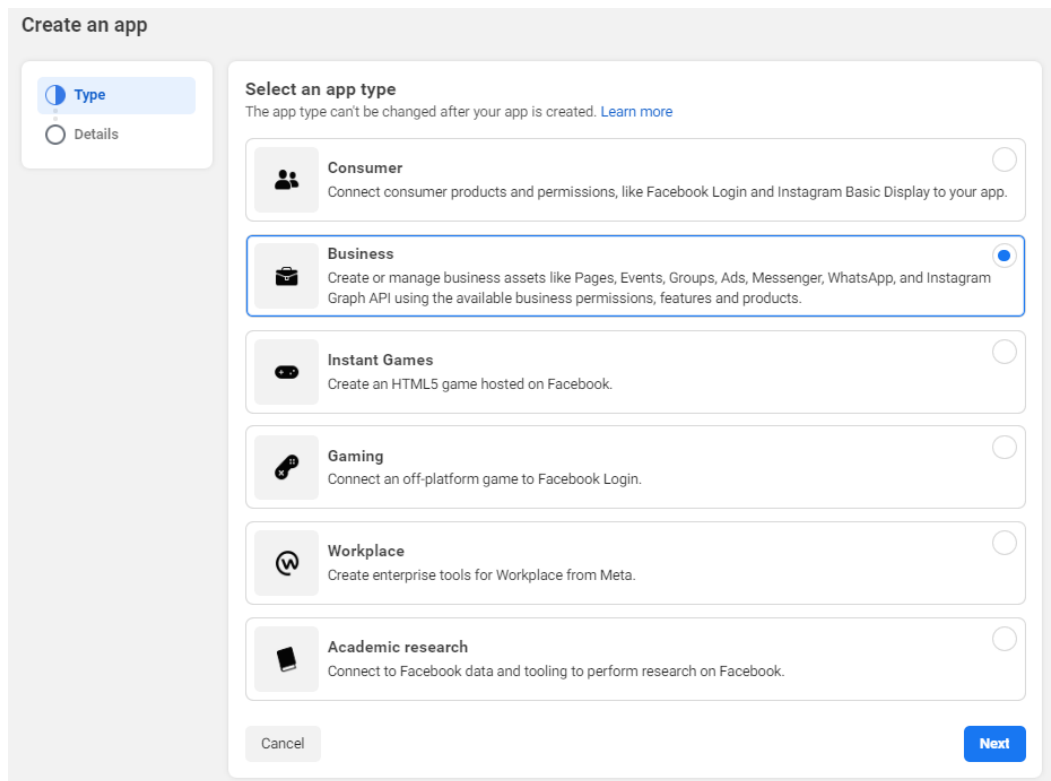 Create an app
Type
Details
Select an app type
The app type can't be changed after your app is created. Learn more
Consumer
Connect consumer products and permissions, like Facebook Login and Instagram Basic Display to your app.
Business
Create or manage business assets like Pages, Events, Groups, Ads, Messenger, WhatsApp, and Instagram
Graph API using the available business permissions, features and products.
Instant Games
Create an HTML5 game hosted on Facebook.
Gaming
Connect an off-platform game to Facebook Login.
Workplace
Create enterprise tools for Workplace from Meta.
Academic research
Connect to Facebook data and tooling to perform research on Facebook.
Cancel
Next